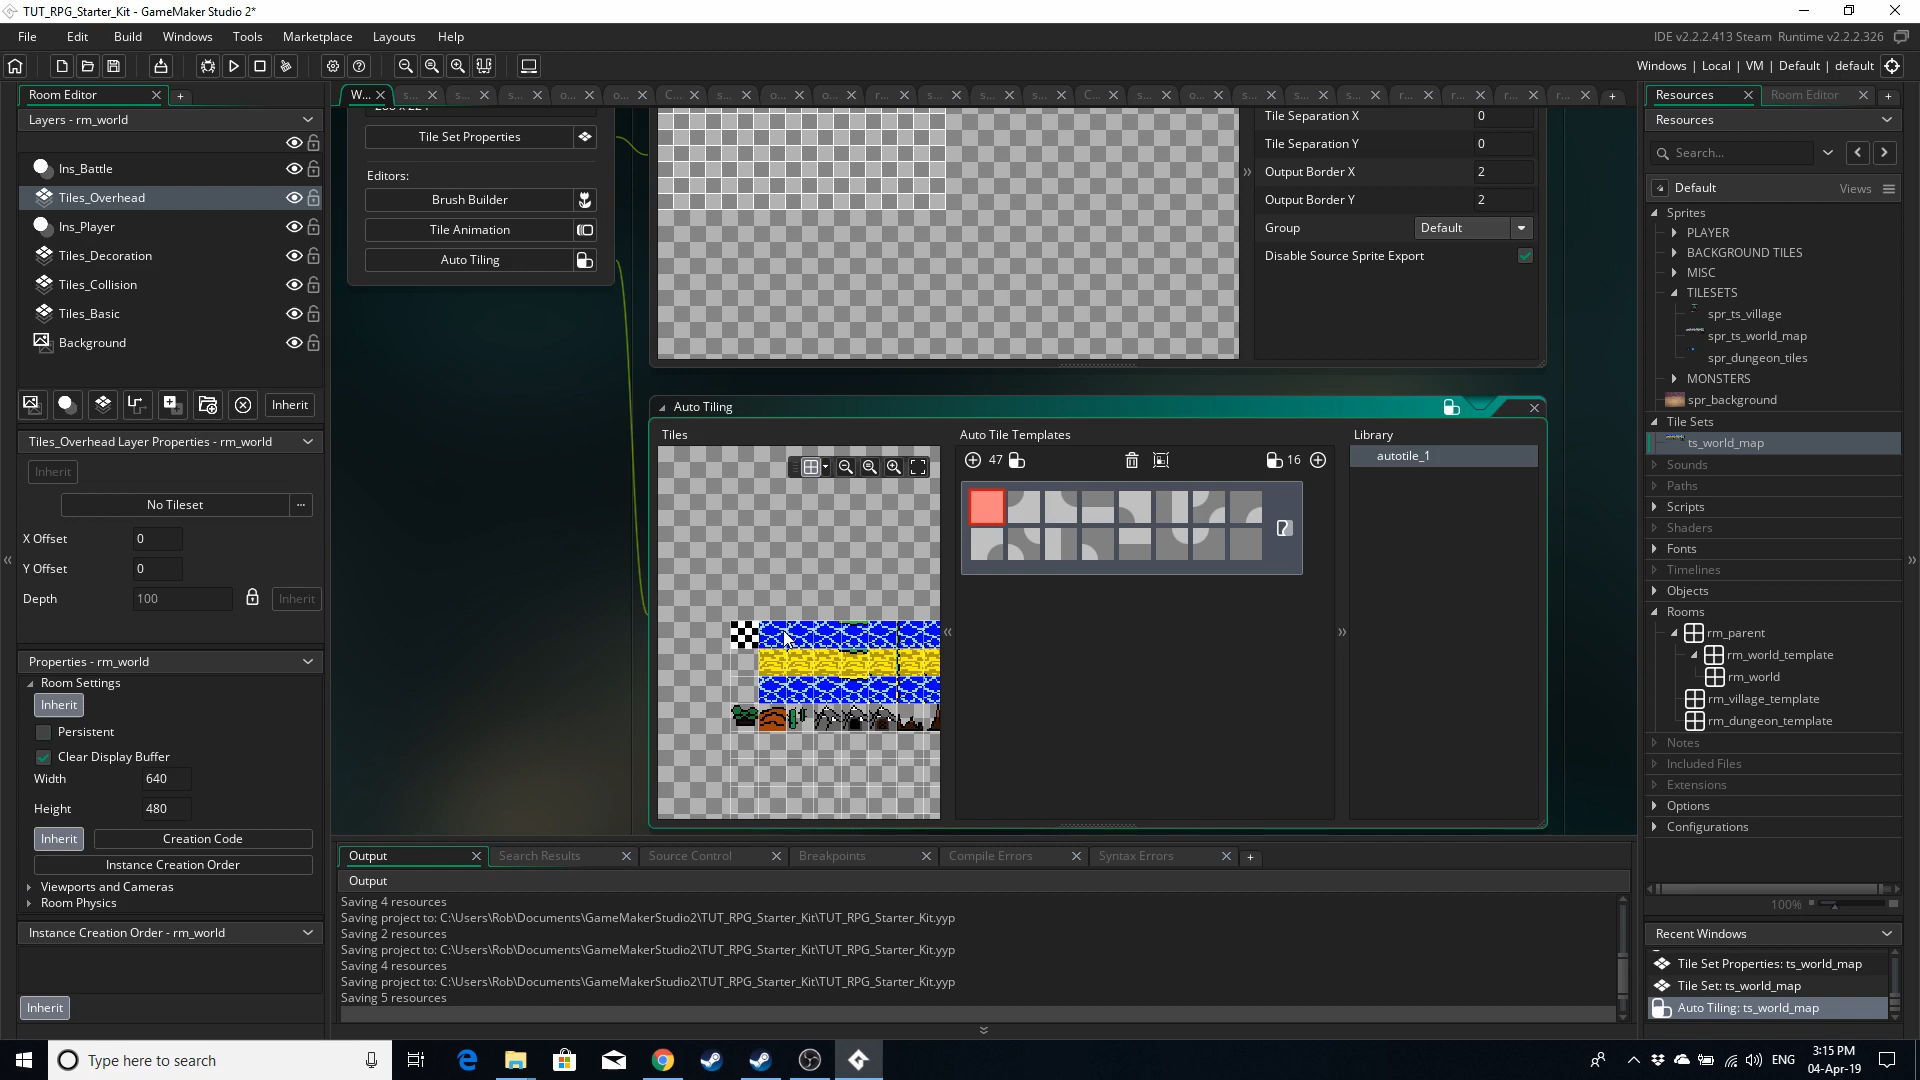 TUT_RPG_Starter_Kit - GameMaker Studio 2*
File Edit Build Windows Tools Marketplace Layouts Help
IDE v2.2.2.413 Steam Runtime v2.2.2.326
Windows | Local | VM | Default | default
Room Editor
W... s... s... s... o... o... C... s... o... o... r... s... s... s... C... s... o... s... s... s... r... r... r... r...
Resources Room Editor
Layers - rm_world
Ins_Battle
Tiles_Overhead
Ins_Player
Tiles_Decoration
Tiles_Collision
Tiles_Basic
Background
Inherit
Tiles_Overhead Layer Properties - rm_world
Inherit
No Tileset ...
X Offset 0
Y Offset 0
Depth 100 Inherit
Properties - rm_world
Room Settings
Inherit
Persistent
Clear Display Buffer
Width 640
Height 480
Inherit Creation Code
Instance Creation Order
Viewports and Cameras
Room Physics
Instance Creation Order - rm_world
Inherit
Tile Set Properties
Editors:
Brush Builder
Tile Animation
Auto Tiling
Tile Separation X 0
Tile Separation Y 0
Output Border X 2
Output Border Y 2
Group Default
Disable Source Sprite Export
Auto Tiling
Tiles
Auto Tile Templates
47
16
Library
autotile_1
Output Search Results Source Control Breakpoints Compile Errors Syntax Errors
Output
Saving 4 resources
Saving project to: C:\Users\Rob\Documents\GameMakerStudio2\TUT_RPG_Starter_Kit\TUT_RPG_Starter_Kit.yyp
Saving 2 resources
Saving project to: C:\Users\Rob\Documents\GameMakerStudio2\TUT_RPG_Starter_Kit\TUT_RPG_Starter_Kit.yyp
Saving 4 resources
Saving project to: C:\Users\Rob\Documents\GameMakerStudio2\TUT_RPG_Starter_Kit\TUT_RPG_Starter_Kit.yyp
Saving 5 resources
Resources
Search...
Default Views
Sprites
PLAYER
BACKGROUND TILES
MISC
TILESETS
spr_ts_village
spr_ts_world_map
spr_dungeon_tiles
MONSTERS
spr_background
Tile Sets
ts_world_map
Sounds
Paths
Scripts
Shaders
Fonts
Timelines
Objects
Rooms
rm_parent
rm_world_template
rm_world
rm_village_template
rm_dungeon_template
Notes
Included Files
Extensions
Options
Configurations
100%
Recent Windows
Tile Set Properties: ts_world_map
Tile Set: ts_world_map
Auto Tiling: ts_world_map
Type here to search
ENG
3:15 PM
04-Apr-19